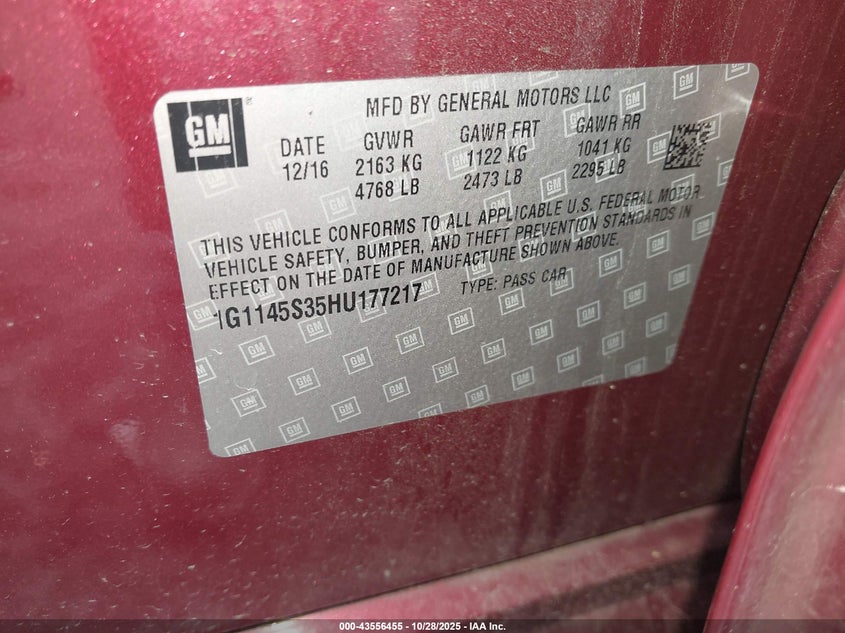 GM
MFD BY GENERAL MOTORS LLC
DATE GVWR GAWR FRT GAWR RR
12/16 2163 KG 1122 KG 1041 KG
4768 LB 2473 LB 2295 LB
THIS VEHICLE CONFORMS TO ALL APPLICABLE U.S. FEDERAL MOTOR
VEHICLE SAFETY, BUMPER, AND THEFT PREVENTION STANDARDS IN
EFFECT ON THE DATE OF MANUFACTURE SHOWN ABOVE.
1G1145S35HU177217 TYPE: PASS CAR
000-43556455 - 10/28/2025 - IAA Inc.